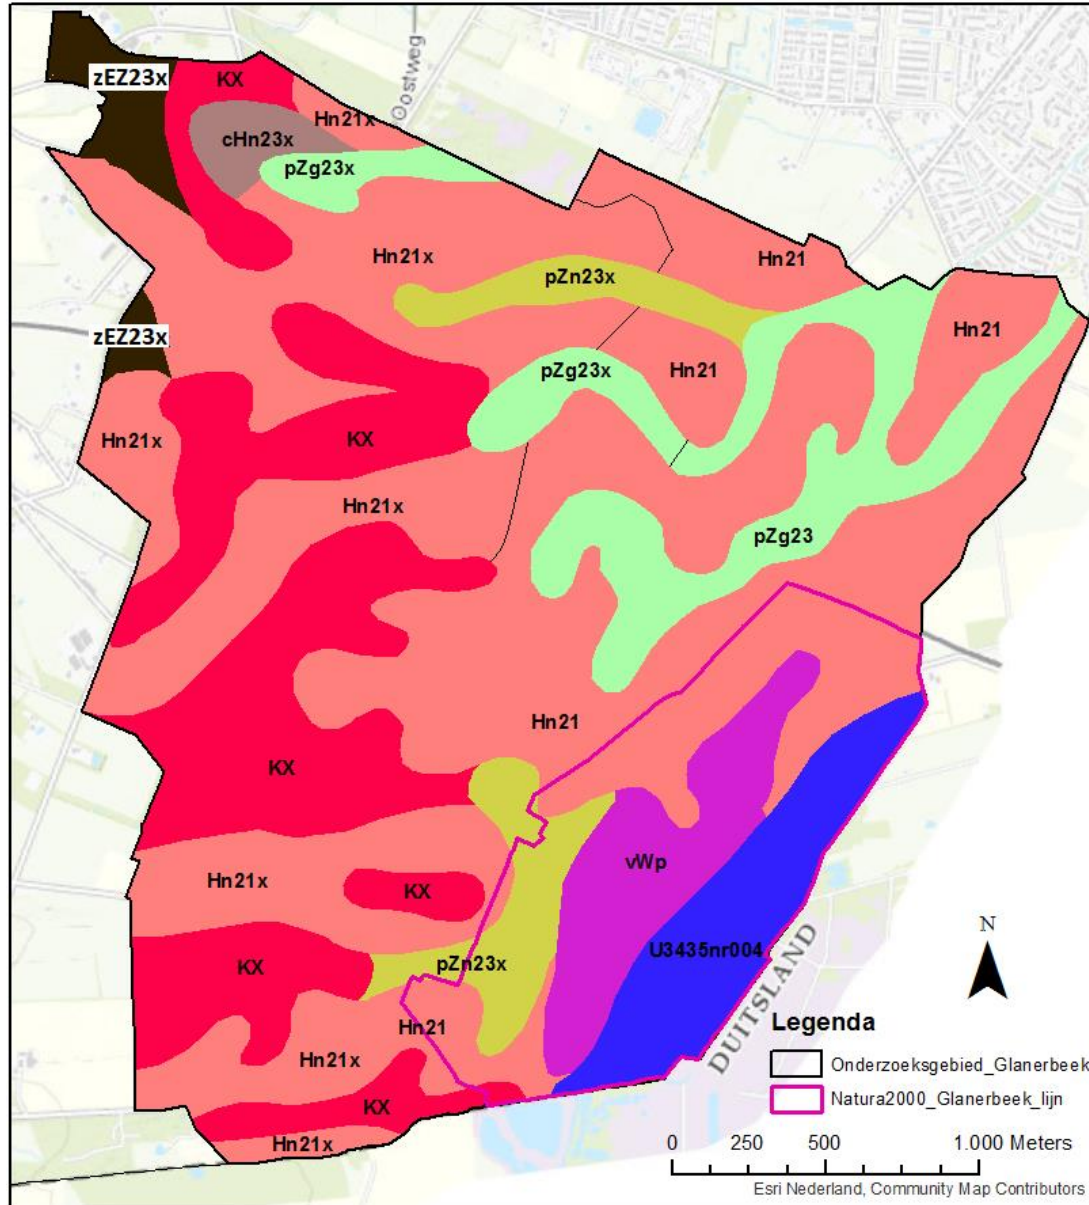 zEZ23x
KX
Oostweg
Hn21x
cHn23x
pZg23x
Hn21x
Hn21
pZn23x
zEZ23x
Hn21
pZg23x
Hn21
Hn21x
KX
Hn21x
pZg23
Hn21
KX
vWp
Hn21x
KX
U3435nr004
KX
pZn23x
N
DUITSLAND
Hn21
Legenda
Hn21x
Onderzoeksgebied_Glanerbeek
Natura2000_Glanerbeek_lijn
KX
Hn21x
0 250 500 1.000 Meters
Esri Nederland, Community Map Contributors